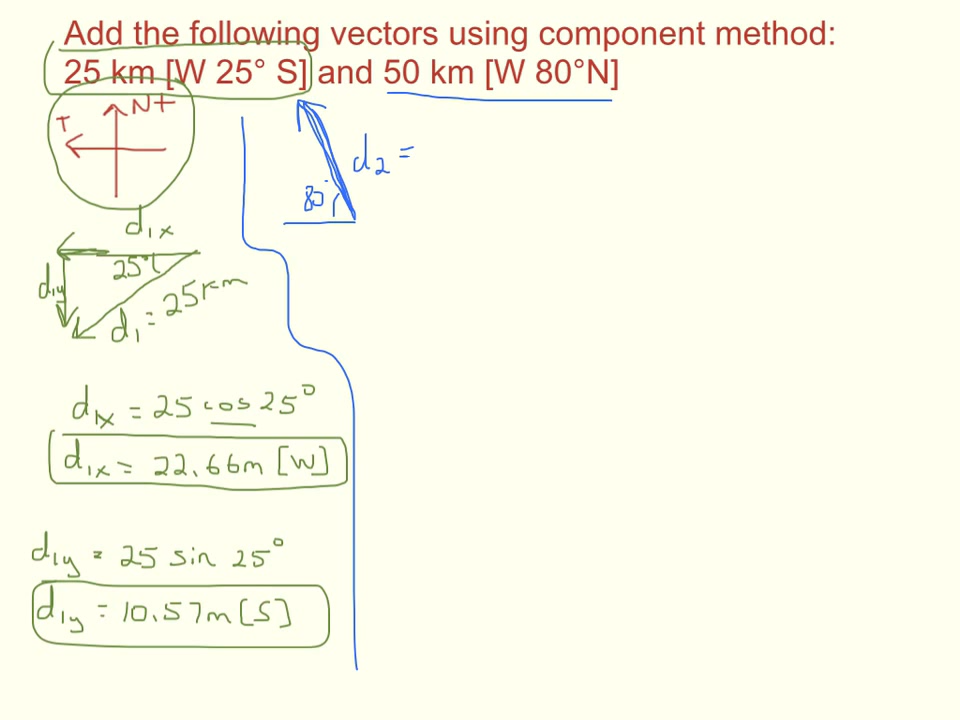 Add the following vectors using component method:
25 km [W 25° S] and 50 km [W 80°N]
N+
+
d1x
25°
d1y
d1 = 25km
80°
d2 =
d1x = 25 cos 25°
d1x = 22.66m [W]
d1y = 25 sin 25°
d1y = 10.57m [S]